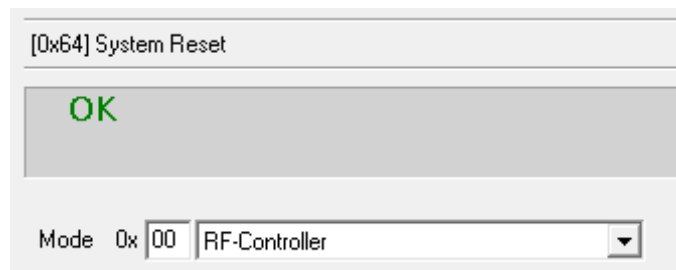 [0x64] System Reset
OK
Mode 0x 00 RF-Controller